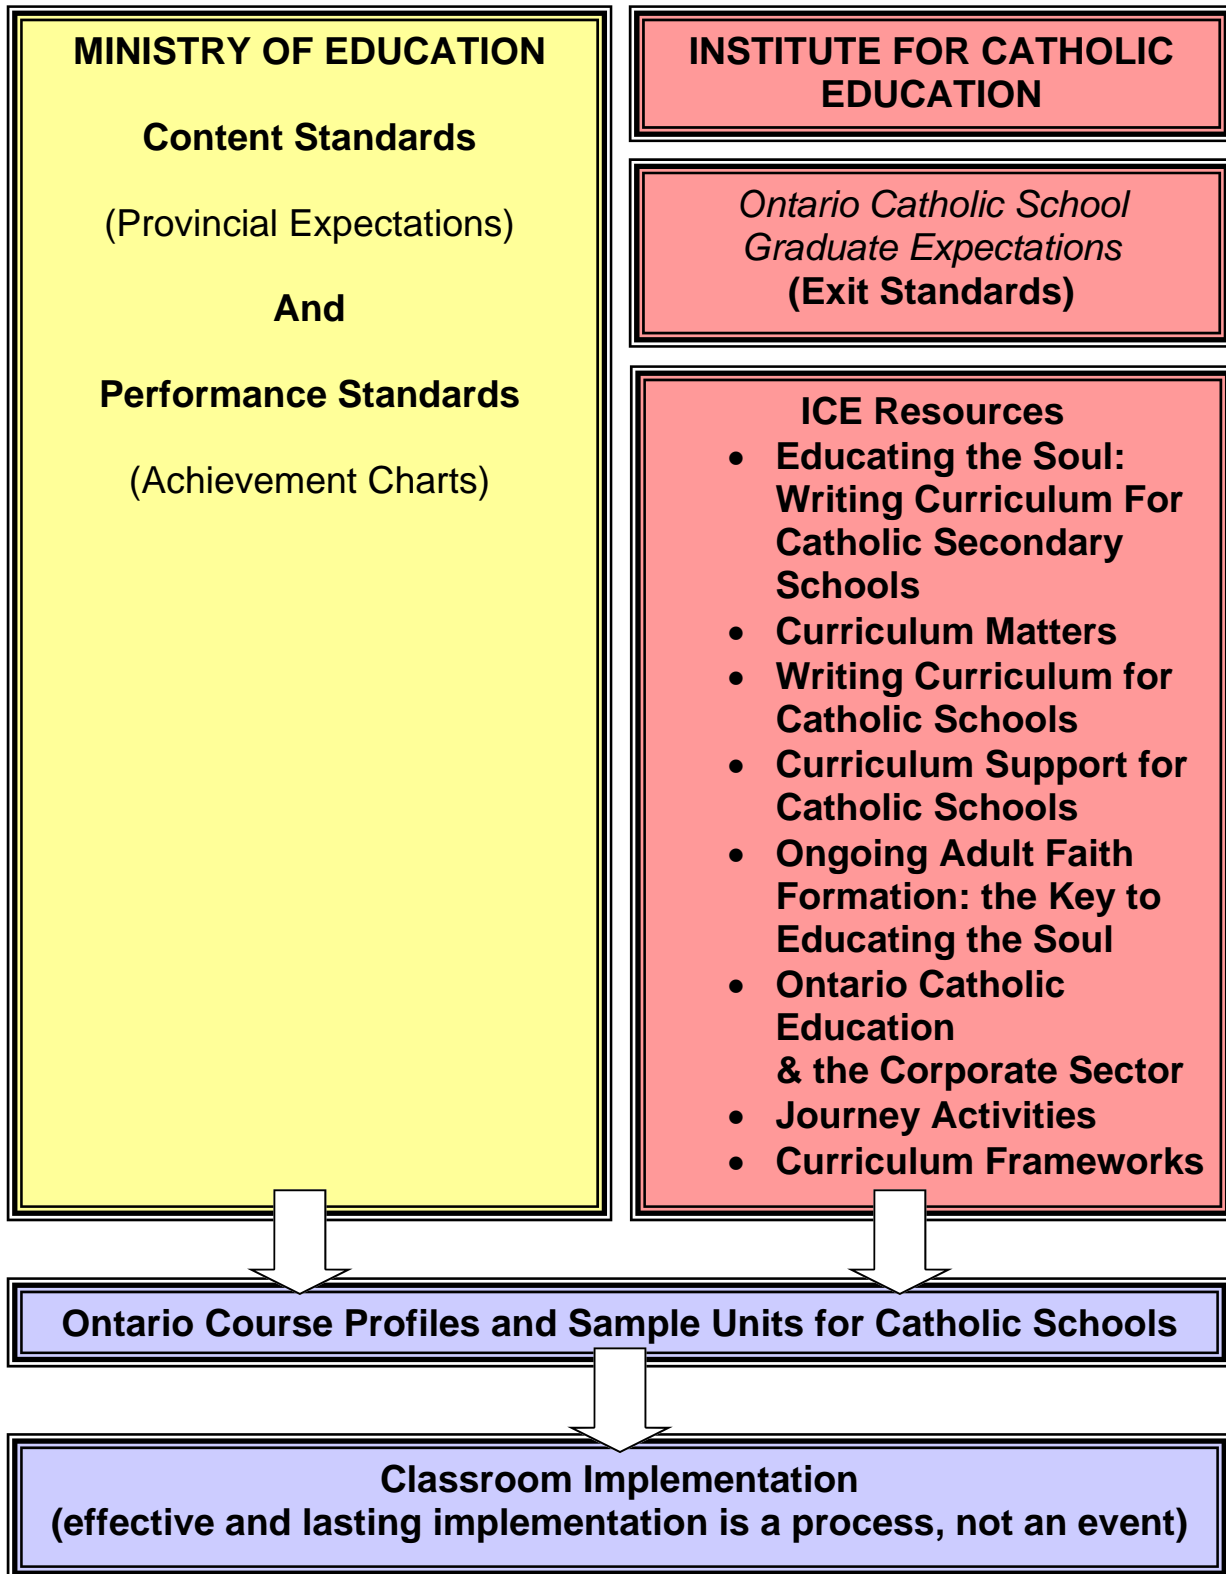 MINISTRY OF EDUCATION
Content Standards
(Provincial Expectations)
And
Performance Standards
(Achievement Charts)
INSTITUTE FOR CATHOLIC
EDUCATION
Ontario Catholic School
Graduate Expectations
(Exit Standards)
ICE Resources
• Educating the Soul:
Writing Curriculum For
Catholic Secondary
Schools
• Curriculum Matters
• Writing Curriculum for
Catholic Schools
• Curriculum Support for
Catholic Schools
• Ongoing Adult Faith
Formation: the Key to
Educating the Soul
• Ontario Catholic
Education
& the Corporate Sector
• Journey Activities
• Curriculum Frameworks
Ontario Course Profiles and Sample Units for Catholic Schools
Classroom Implementation
(effective and lasting implementation is a process, not an event)